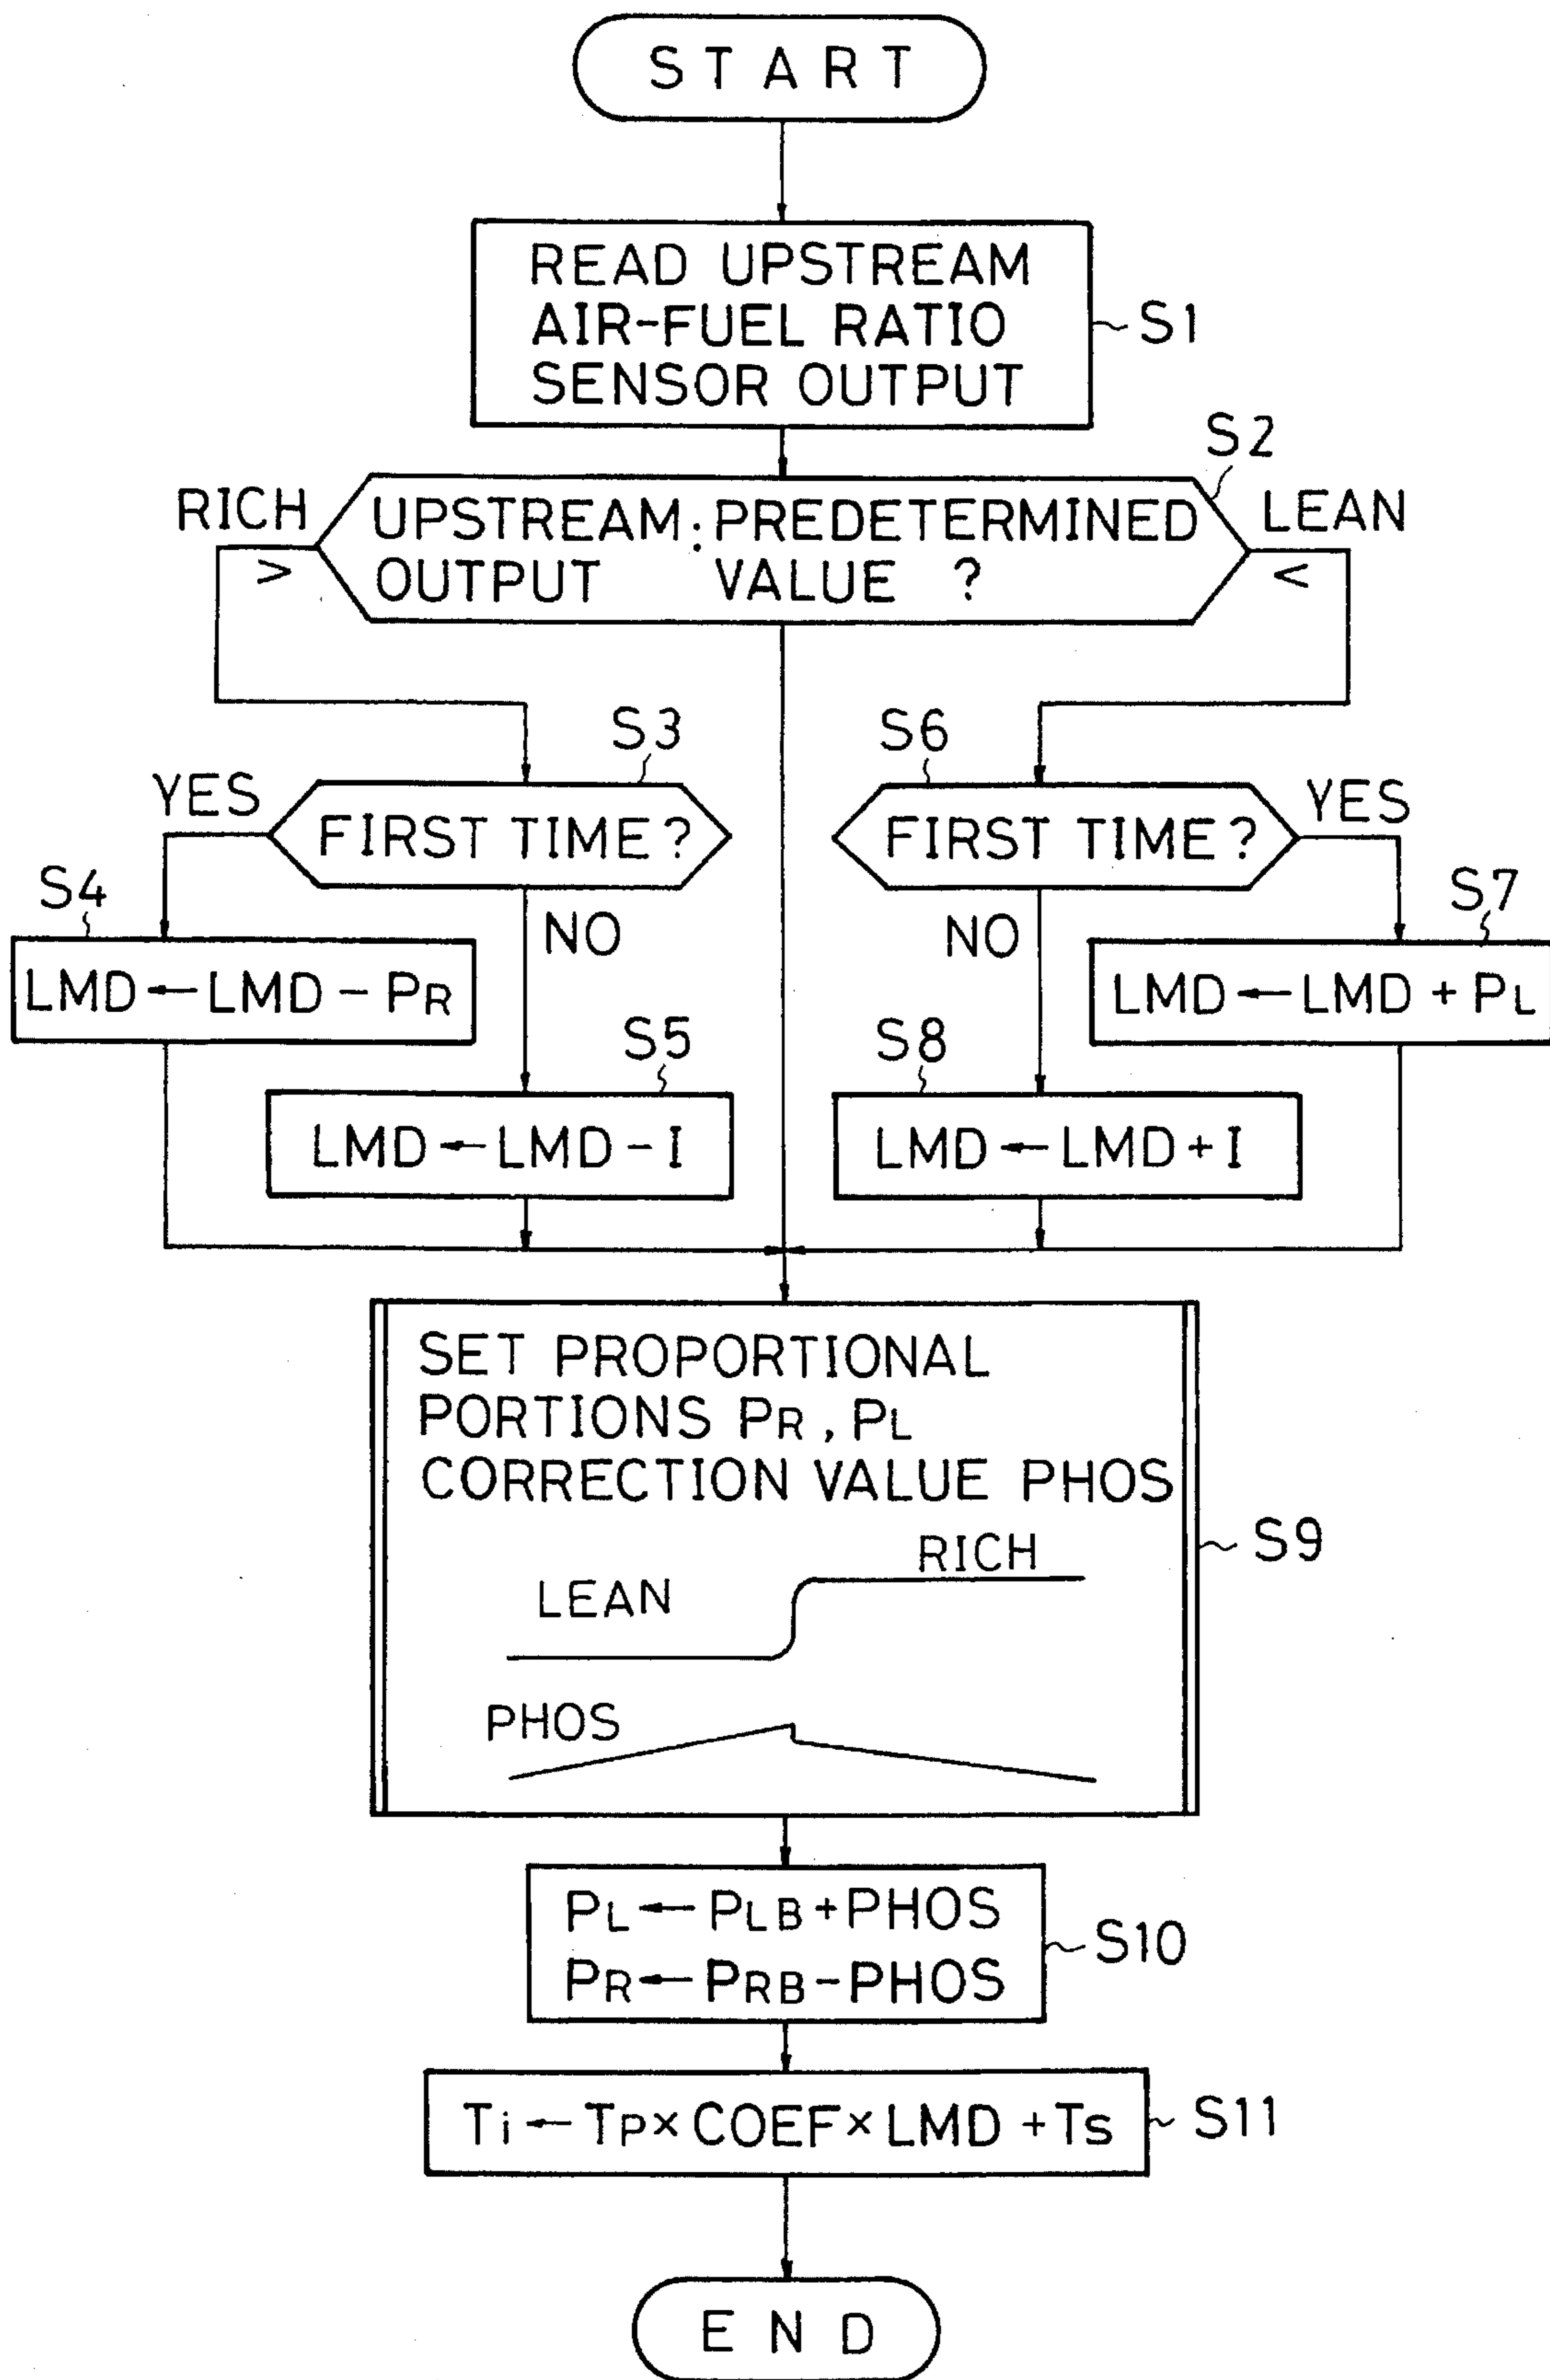 START
READ UPSTREAM
AIR-FUEL RATIO
SENSOR OUTPUT
S1
S2
RICH
>
UPSTREAM : PREDETERMINED
OUTPUT VALUE ?
LEAN
<
S3
S6
YES
FIRST TIME ?
FIRST TIME ?
YES
S4
NO
NO
S7
LMD ← LMD - PR
LMD ← LMD + PL
S5
S8
LMD ← LMD - I
LMD ← LMD + I
SET PROPORTIONAL
PORTIONS PR, PL
CORRECTION VALUE PHOS
S9
RICH
LEAN
PHOS
PL ← PLB + PHOS
PR ← PRB - PHOS
S10
Ti ← TP × COEF × LMD + Ts
S11
END